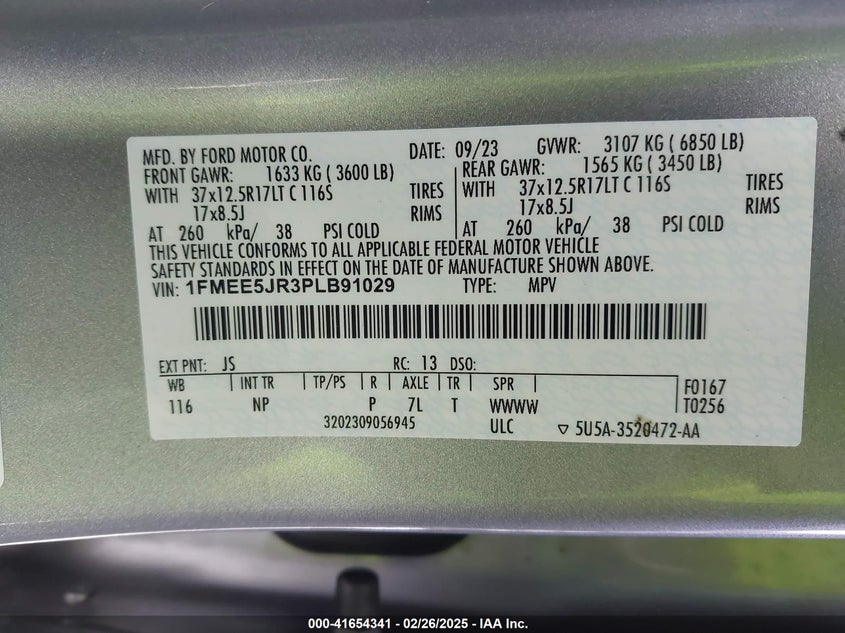 MFD. BY FORD MOTOR CO. DATE: 09/23 GVWR: 3107 KG ( 6850 LB)
FRONT GAWR: 1633 KG ( 3600 LB) REAR GAWR: 1565 KG ( 3450 LB)
WITH 37x12.5R17LT C 116S TIRES WITH 37x12.5R17LT C 116S TIRES
17x8.5J RIMS 17x8.5J RIMS
AT 260 kPa/ 38 PSI COLD AT 260 kPa/ 38 PSI COLD
THIS VEHICLE CONFORMS TO ALL APPLICABLE FEDERAL MOTOR VEHICLE
SAFETY STANDARDS IN EFFECT ON THE DATE OF MANUFACTURE SHOWN ABOVE.
VIN: 1FMEE5JR3PLB91029 TYPE: MPV
EXT PNT: JS RC: 13 DSO:
WB INT TR TP/PS R AXLE TR SPR F0167
116 NP P 7L T WWWW T0256
3202309056945 ULC ▽ 5U5A-3520472-AA
000-41654341 - 02/26/2025 - IAA Inc.